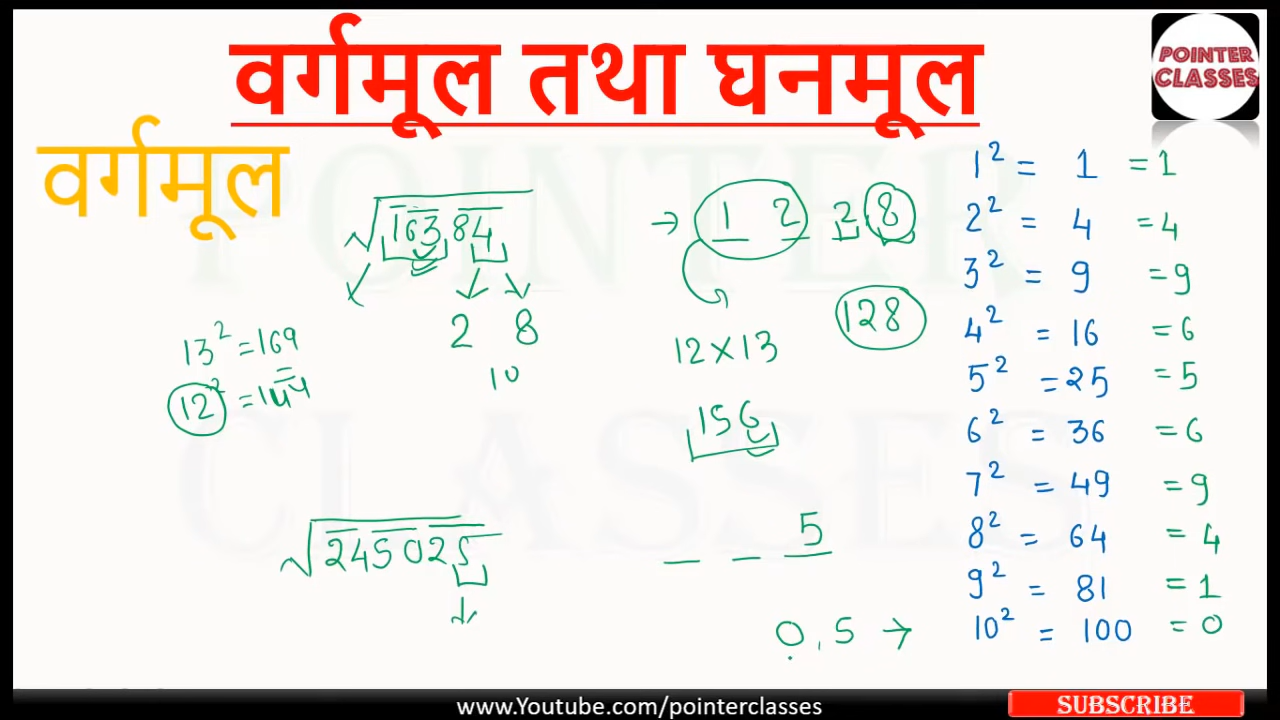 वर्गमूल तथा घनमूल
POINTER
CLASSES
वर्गमूल
√16384
→ 1 2 2 8
2 8
10
128
13² = 169
12² = 144
12 × 13
156
√245025
_ _ 5
0, 5 →
1² = 1 = 1
2² = 4 = 4
3² = 9 = 9
4² = 16 = 6
5² = 25 = 5
6² = 36 = 6
7² = 49 = 9
8² = 64 = 4
9² = 81 = 1
10² = 100 = 0
POINTER
CLASSES
www.Youtube.com/pointerclasses
SUBSCRIBE